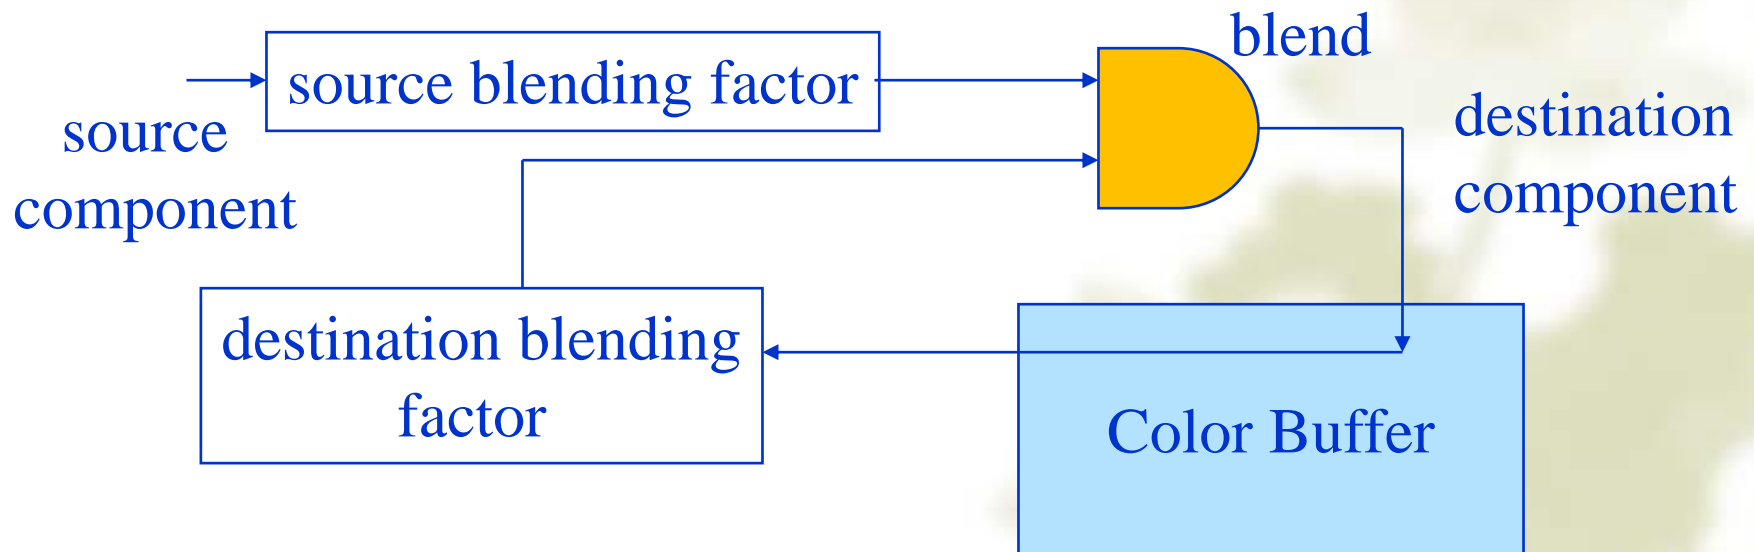 blend
source blending factor
source
component
destination
component
destination blending
factor
Color Buffer